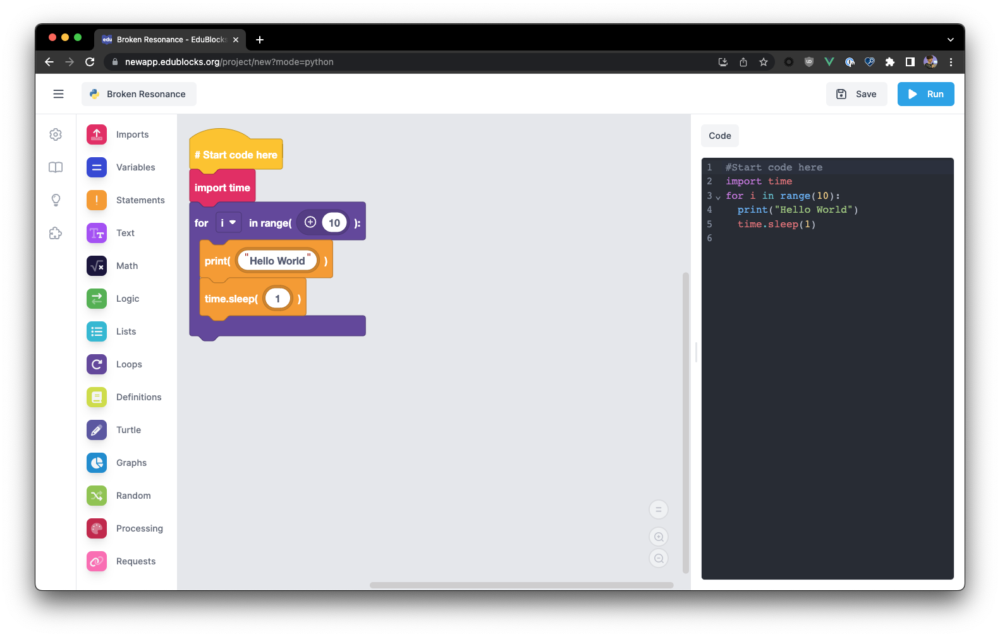 edu Broken Resonance - EduBlocks
newapp.edublocks.org/project/new?mode=python
Broken Resonance
Save
Run
Imports
Variables
Statements
Text
Math
Logic
Lists
Loops
Definitions
Turtle
Graphs
Random
Processing
Requests
# Start code here
import time
for i in range( 10 ):
print( "Hello World" )
time.sleep( 1 )
Code
1 #Start code here
2 import time
3 for i in range(10):
4 print("Hello World")
5 time.sleep(1)
6